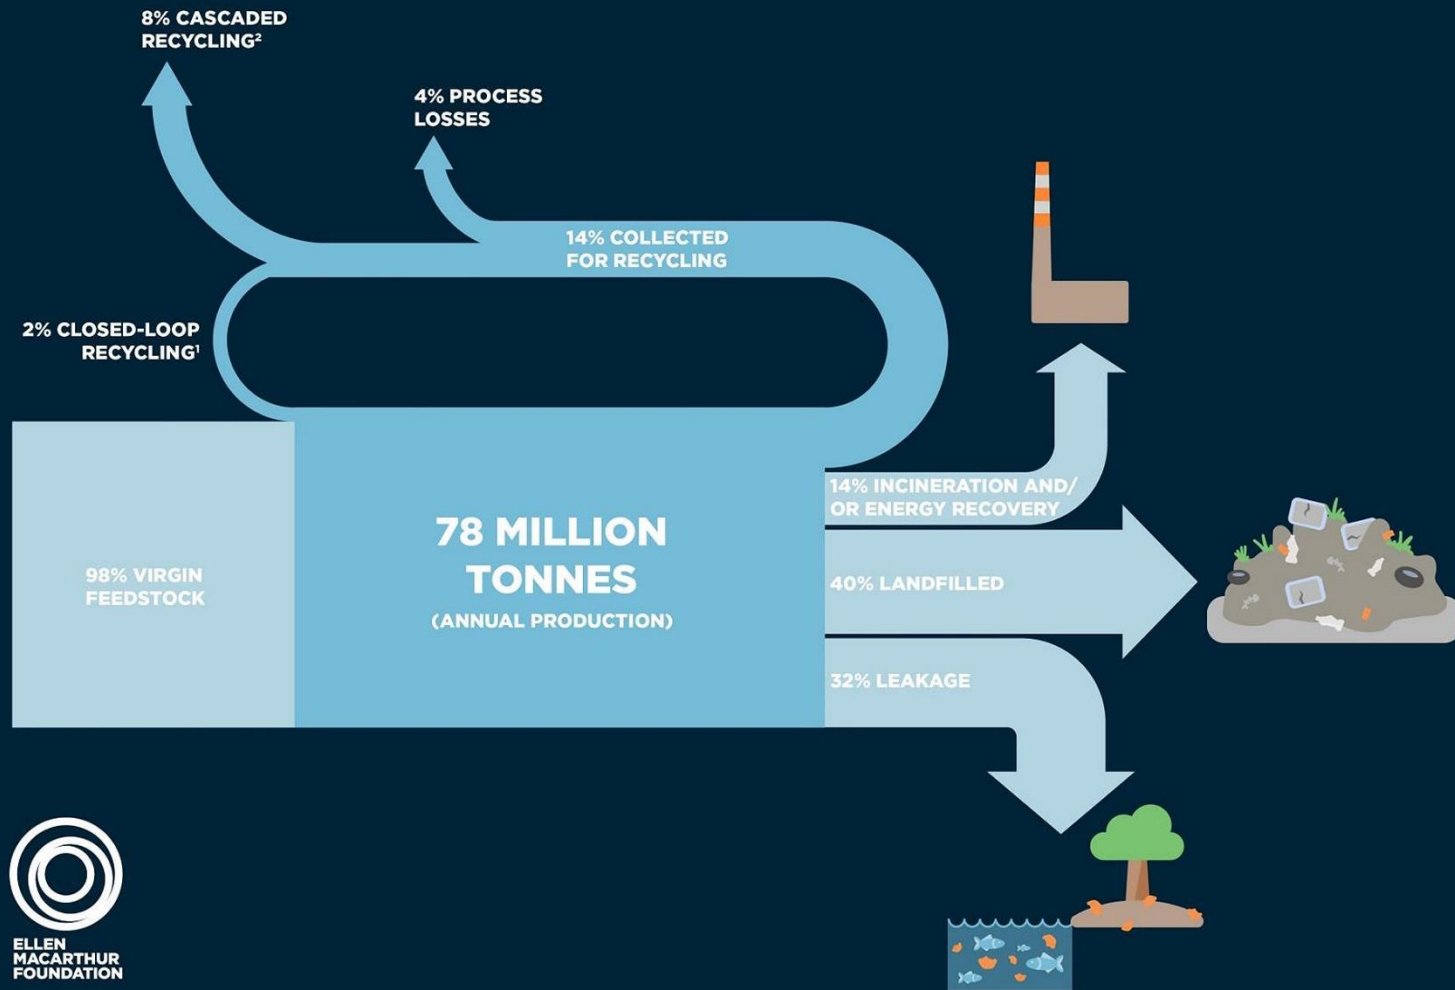 8% CASCADED
RECYCLING²
4% PROCESS
LOSSES
14% COLLECTED
FOR RECYCLING
2% CLOSED-LOOP
RECYCLING¹
98% VIRGIN
FEEDSTOCK
78 MILLION
TONNES
(ANNUAL PRODUCTION)
14% INCINERATION AND/
OR ENERGY RECOVERY
40% LANDFILLED
32% LEAKAGE
ELLEN
MACARTHUR
FOUNDATION